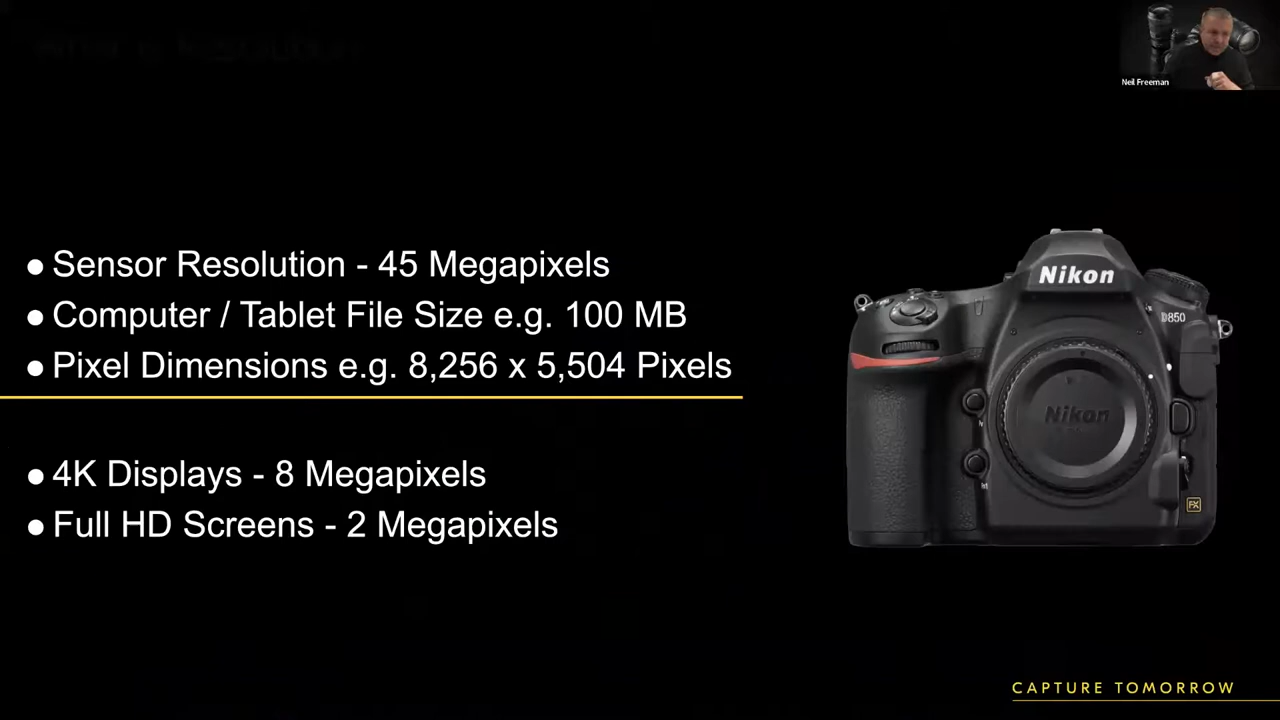 Neil Freeman
● Sensor Resolution - 45 Megapixels
● Computer / Tablet File Size e.g. 100 MB
● Pixel Dimensions e.g. 8,256 x 5,504 Pixels
● 4K Displays - 8 Megapixels
● Full HD Screens - 2 Megapixels
Nikon
D850
Nikon
FX
CAPTURE TOMORROW